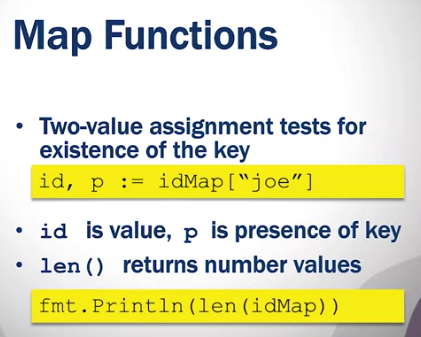 Map Functions
• Two-value assignment tests for
existence of the key
id, p := idMap[“joe”]
• id is value, p is presence of key
• len() returns number values
fmt.Println(len(idMap))